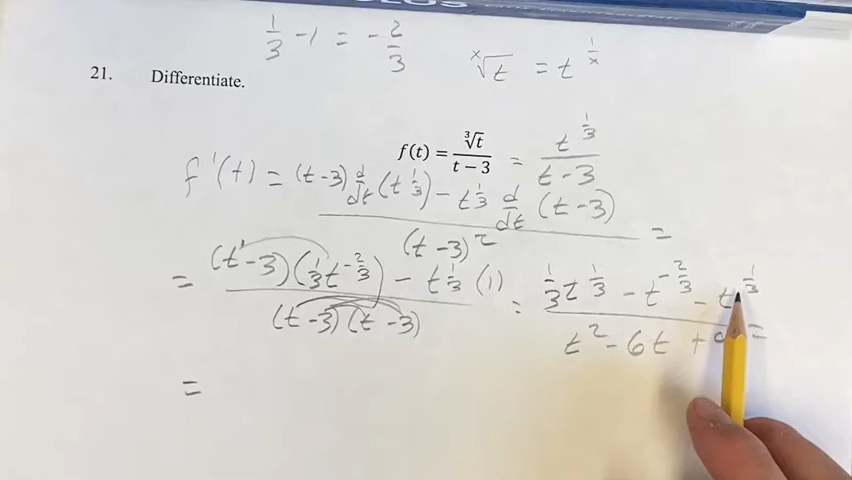 1/3 - 1 = - 2/3
ˣ√t = t^(1/x)
21. Differentiate.
f(t) = ∛t / (t − 3) = t^(1/3) / (t - 3)
f'(t) = ((t-3) d/dt (t^(1/3)) - t^(1/3) d/dt (t-3)) / (t-3)^2 =
= ((t^1 - 3)(1/3 t^(-2/3)) - t^(1/3) (1)) / ((t-3)(t-3)) = (1/3 t^(1/3) - t^(-2/3) - t^(1/3)) / (t^2 - 6t + =
=